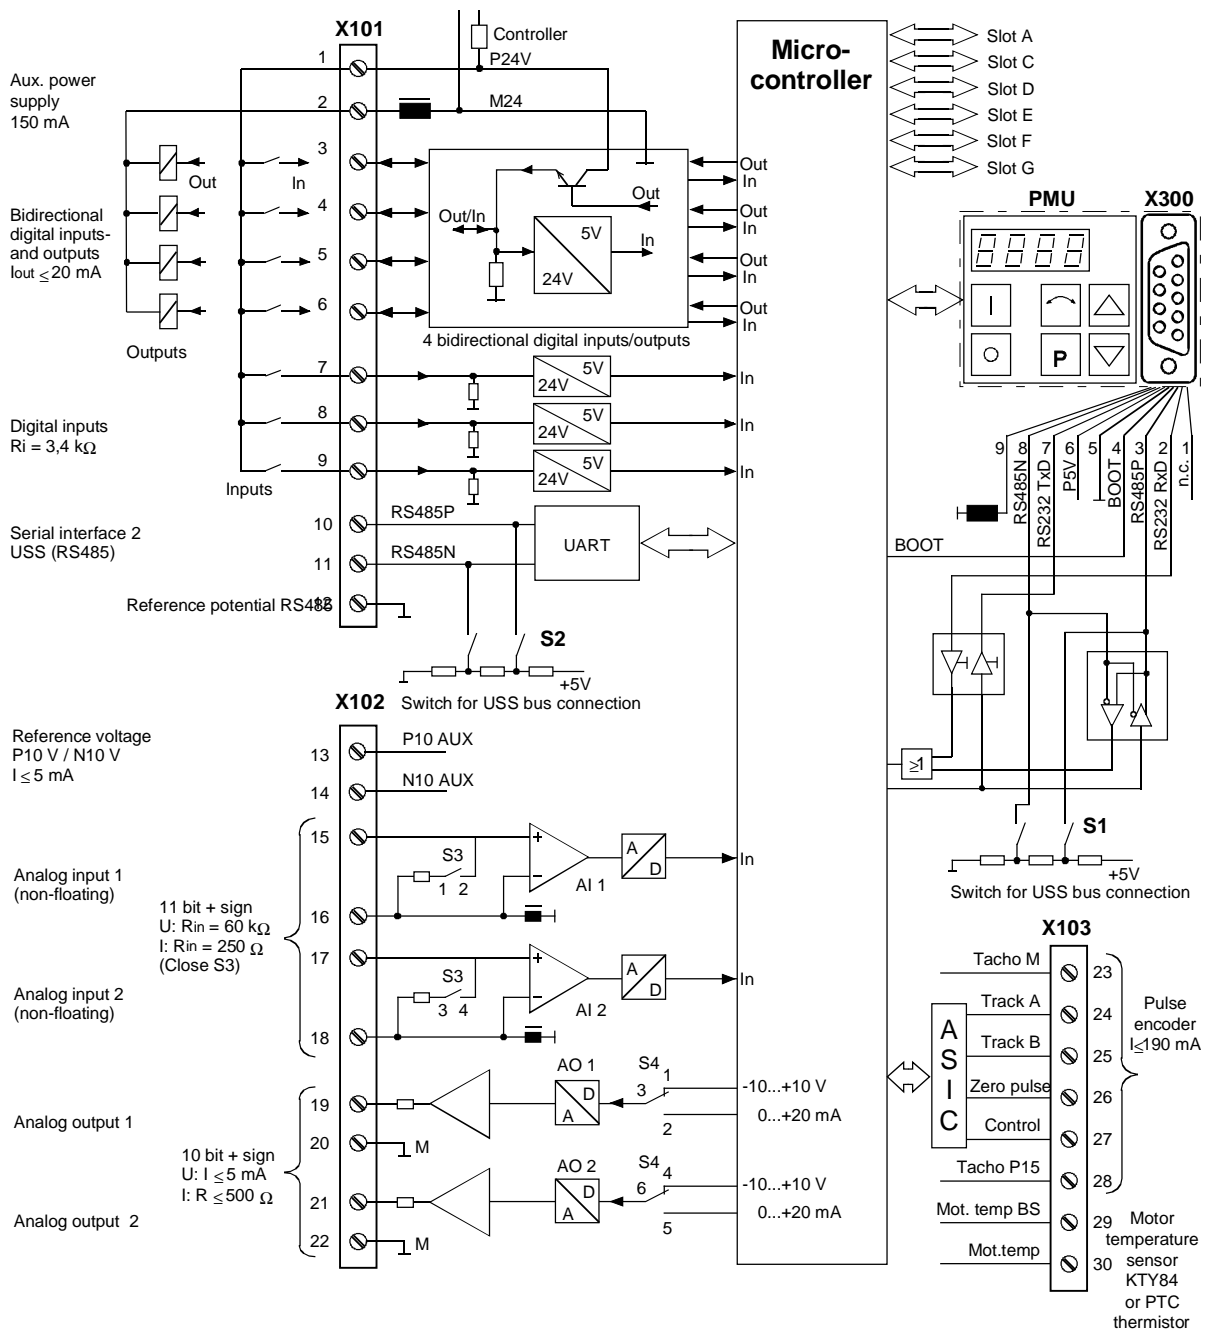 X101
Controller
P24V
M24
1
2
3
4
5
6
7
8
9
10
11
12
Aux. power
supply
150 mA
Out
In
Bidirectional
digital inputs-
and outputs
Iout ≤ 20 mA
Outputs
Out/In
Out
5V
24V
In
4 bidirectional digital inputs/outputs
Out
In
Out
In
Out
In
Out
In
Digital inputs
Ri = 3,4 kΩ
Inputs
5V
24V
In
5V
24V
In
5V
24V
In
Serial interface 2
USS (RS485)
RS485P
RS485N
UART
Reference potential RS485
S2
+5V
Switch for USS bus connection
Micro-
controller
Slot A
Slot C
Slot D
Slot E
Slot F
Slot G
PMU
X300
8888
P
9
8
7
6
5
4
3
2
1
RS485N
RS232 TxD
P5V
BOOT
RS485P
RS232 RxD
n.c.
BOOT
≥1
S1
+5V
Switch for USS bus connection
X102
Reference voltage
P10 V / N10 V
I ≤ 5 mA
13
P10 AUX
14
N10 AUX
15
16
17
18
19
20
21
22
Analog input 1
(non-floating)
11 bit + sign
U: Rin = 60 kΩ
I: Rin = 250 Ω
(Close S3)
S3
1 2
+
−
AI 1
A
D
In
Analog input 2
(non-floating)
S3
3 4
+
−
AI 2
A
D
In
Analog output 1
10 bit + sign
U: I ≤ 5 mA
I: R ≤ 500 Ω
Analog output 2
AO 1
D
A
S4
1
3
2
-10...+10 V
0...+20 mA
M
AO 2
D
A
S4
4
6
5
-10...+10 V
0...+20 mA
M
X103
ASIC
Tacho M
23
Track A
24
Track B
25
Zero pulse
26
Control
27
Tacho P15
28
Mot. temp BS
29
Mot.temp
30
Pulse
encoder
I≤190 mA
Motor
temperature
sensor
KTY84
or PTC
thermistor